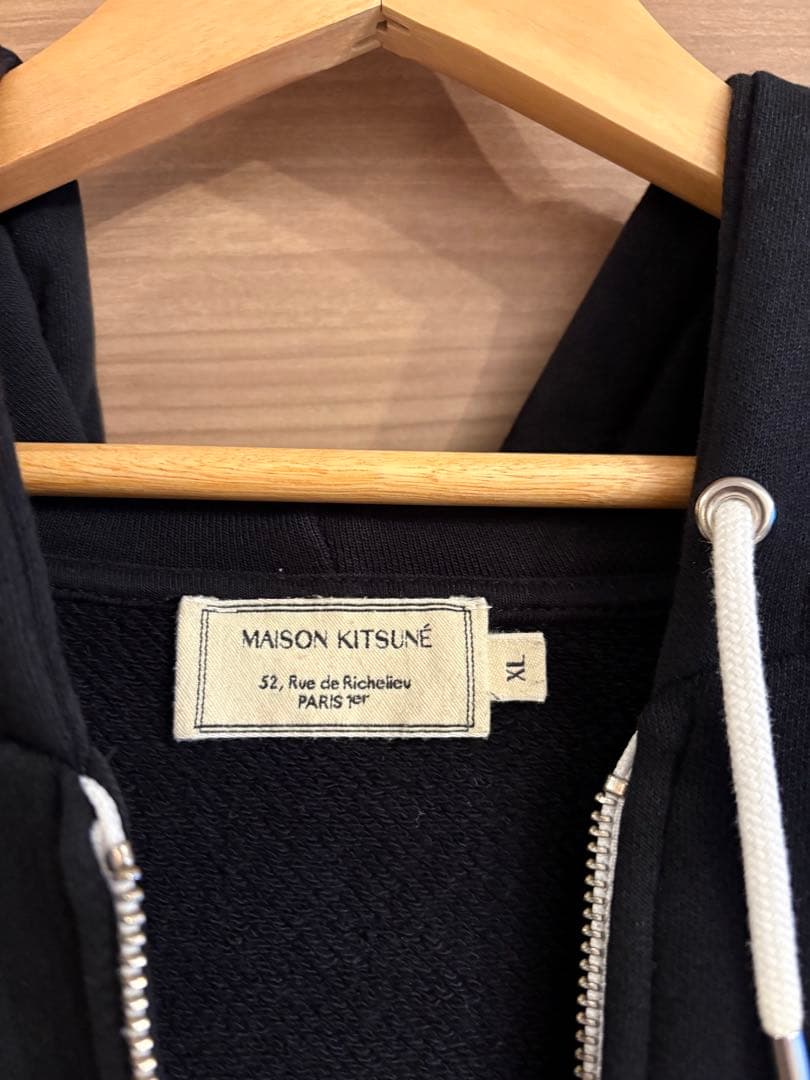 MAISON KITSUNÉ
52, Rue de Richelieu
PARIS 1er
XL